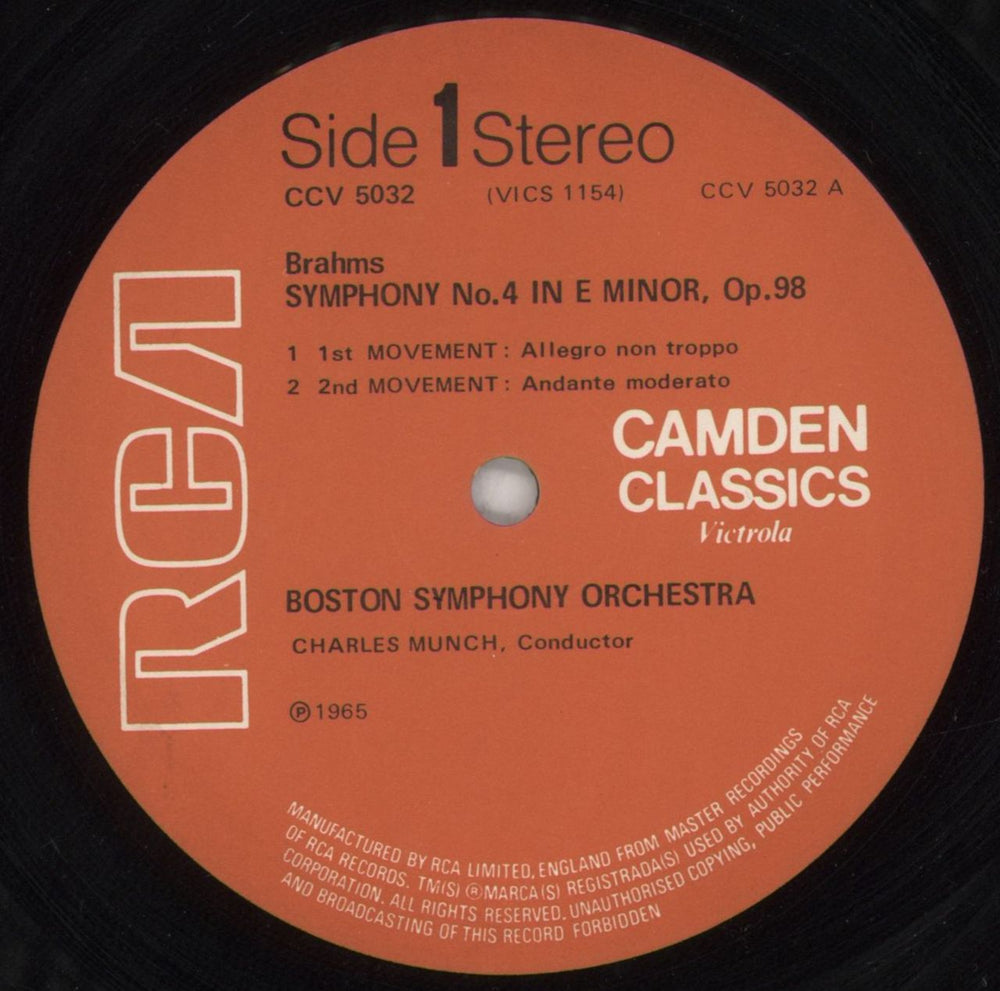 Side 1 Stereo
CCV 5032 (VICS 1154) CCV 5032 A
Brahms
SYMPHONY No.4 IN E MINOR, Op.98
1 1st MOVEMENT : Allegro non troppo
2 2nd MOVEMENT : Andante moderato
RCA
CAMDEN
CLASSICS
Victrola
BOSTON SYMPHONY ORCHESTRA
CHARLES MUNCH, Conductor
℗ 1965
MANUFACTURED BY RCA LIMITED, ENGLAND FROM MASTER RECORDINGS
OF RCA RECORDS. TM(S) ® MARCA(S) REGISTRADA(S) USED BY AUTHORITY OF RCA
CORPORATION. ALL RIGHTS RESERVED. UNAUTHORISED COPYING, PUBLIC PERFORMANCE
AND BROADCASTING OF THIS RECORD FORBIDDEN